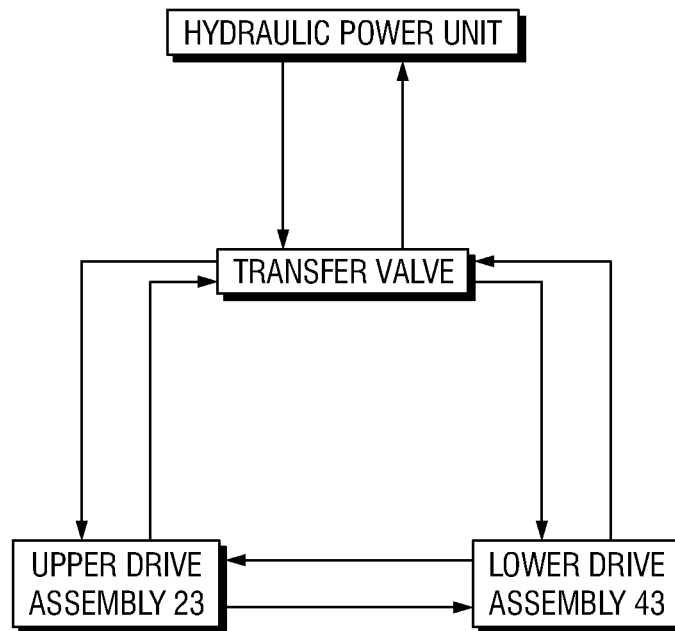 HYDRAULIC POWER UNIT
TRANSFER VALVE
UPPER DRIVE
ASSEMBLY 23
LOWER DRIVE
ASSEMBLY 43